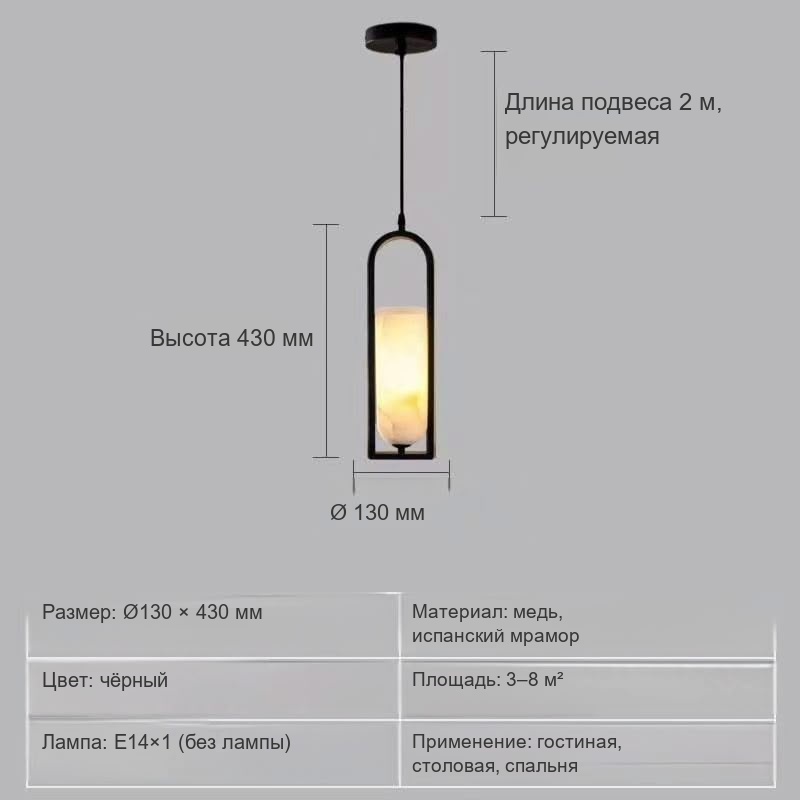 Длина подвеса 2 м,
регулируемая
Высота 430 мм
Ø 130 мм
Размер: Ø130 × 430 мм
Материал: медь,
испанский мрамор
Цвет: чёрный
Площадь: 3–8 м²
Лампа: E14×1 (без лампы)
Применение: гостиная,
столовая, спальня